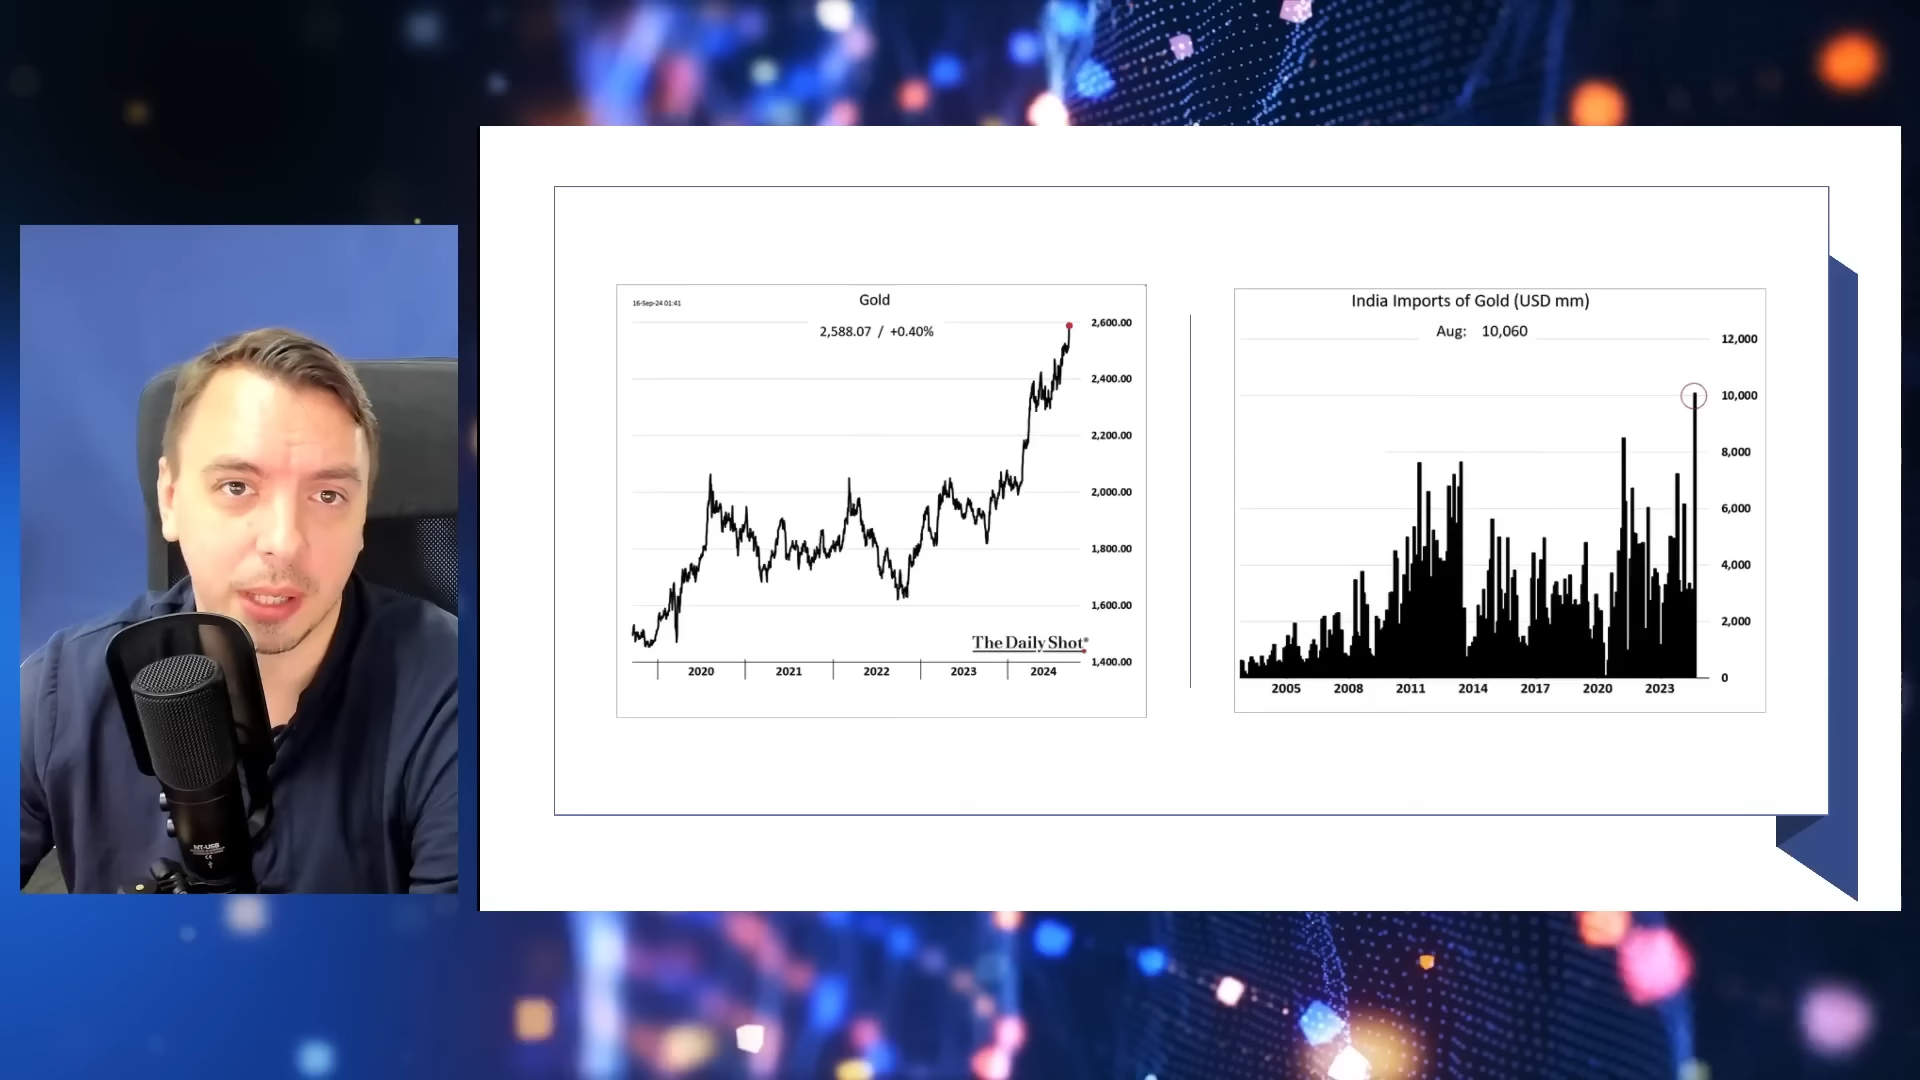 16-Sep-24 01:41
Gold
2,588.07 / +0.40%
2,600.00
2,400.00
2,200.00
2,000.00
1,800.00
1,600.00
1,400.00
The Daily Shot®
2020 2021 2022 2023 2024
India Imports of Gold (USD mm)
Aug: 10,060
12,000
10,000
8,000
6,000
4,000
2,000
0
2005 2008 2011 2014 2017 2020 2023
NT-USB